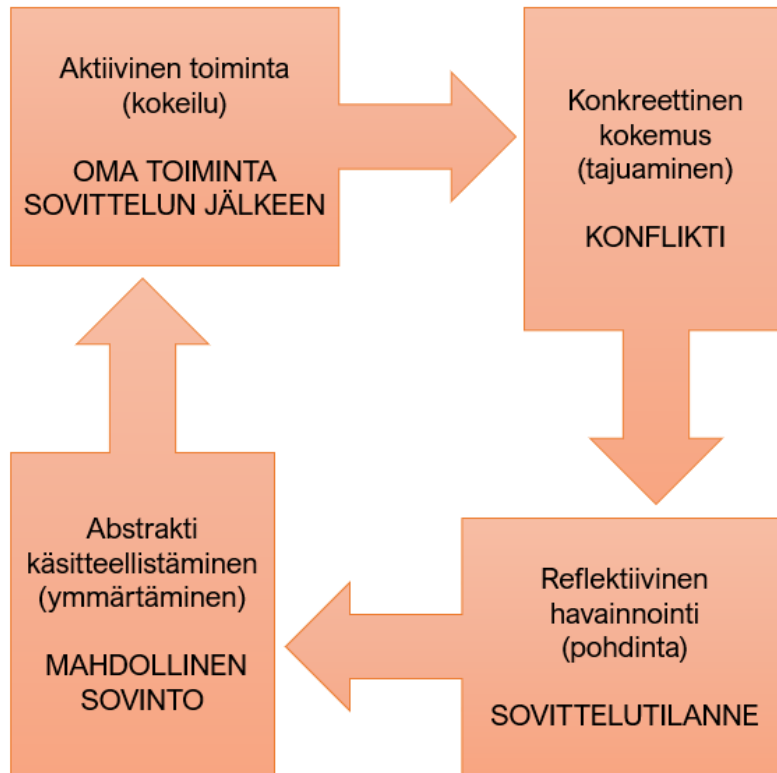 Aktiivinen toiminta
(kokeilu)
OMA TOIMINTA
SOVITTELUN JÄLKEEN
Konkreettinen
kokemus
(tajuaminen)
KONFLIKTI
Abstrakti
käsitteellistäminen
(ymmärtäminen)
MAHDOLLINEN
SOVINTO
Reflektiivinen
havainnointi
(pohdinta)
SOVITTELUTILANNE